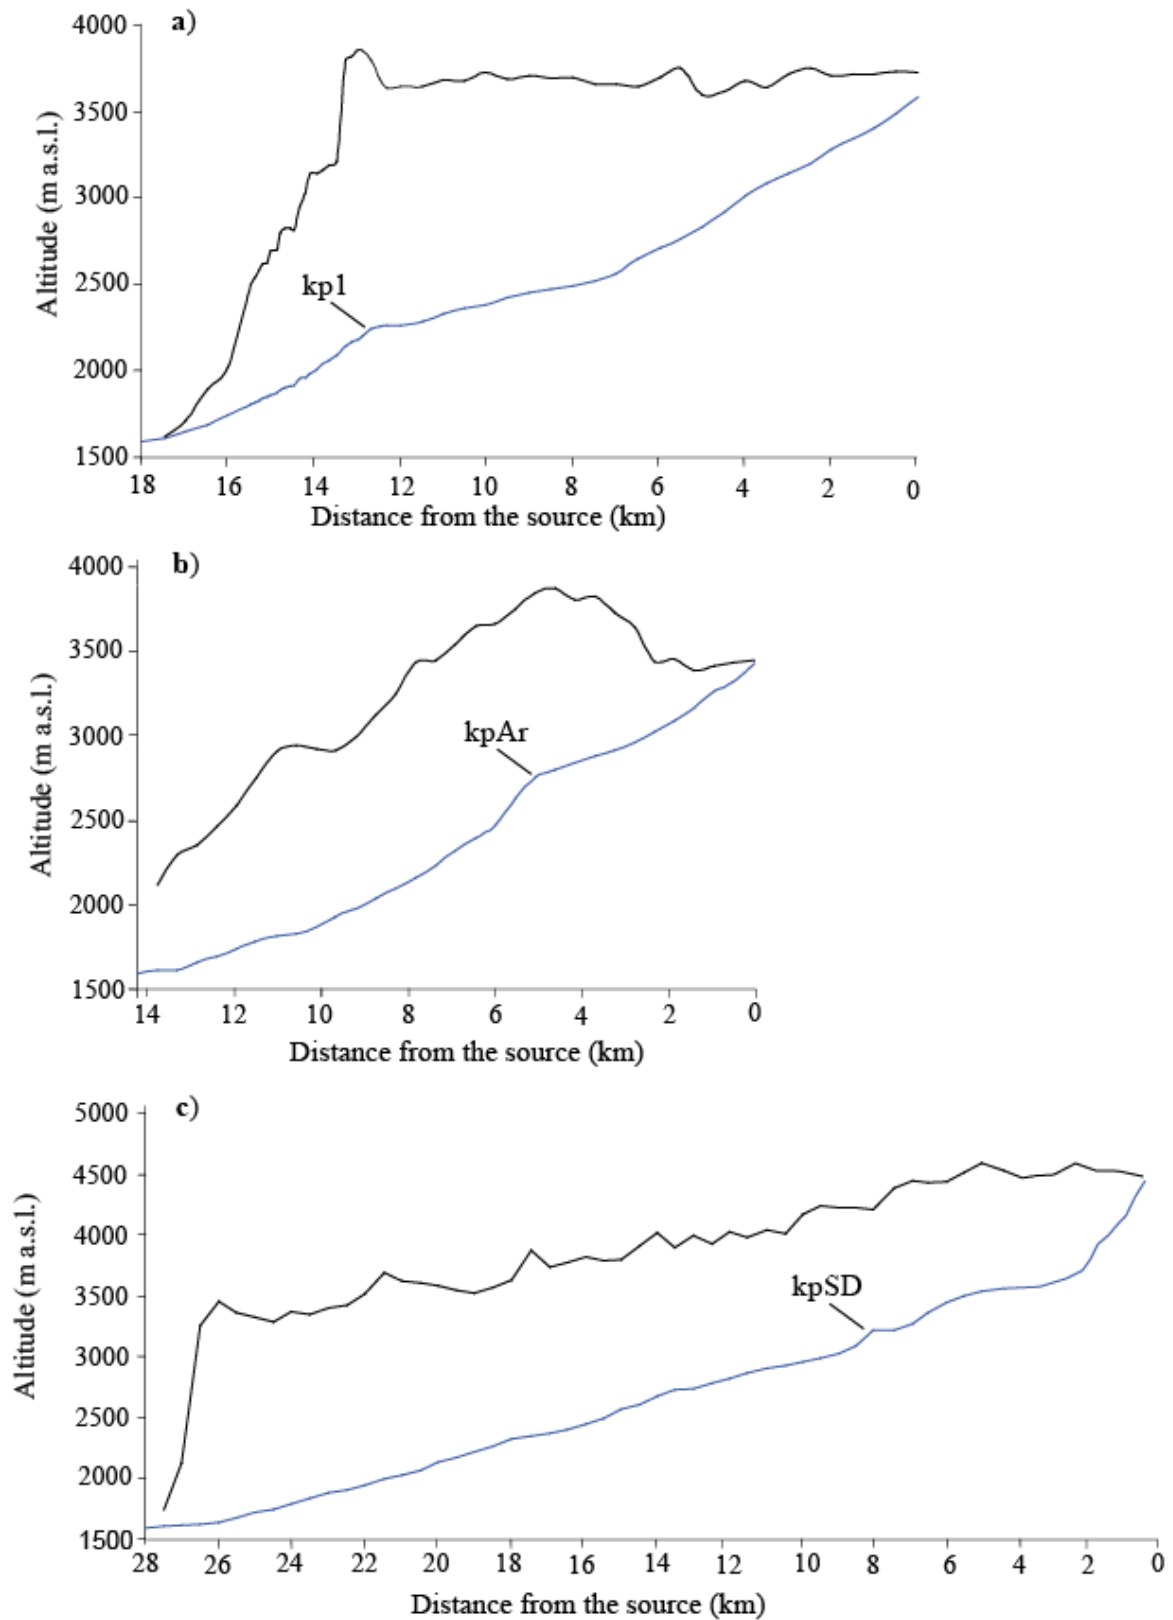 a)
4000
3500
3000
2500
2000
1500
Altitude (m a.s.l.)
kp1
18 16 14 12 10 8 6 4 2 0
Distance from the source (km)
b)
4000
3500
3000
2500
2000
1500
Altitude (m a.s.l.)
kpAr
14 12 10 8 6 4 2 0
Distance from the source (km)
c)
5000
4500
4000
3500
3000
2500
2000
1500
Altitude (m a.s.l.)
kpSD
28 26 24 22 20 18 16 14 12 10 8 6 4 2 0
Distance from the source (km)